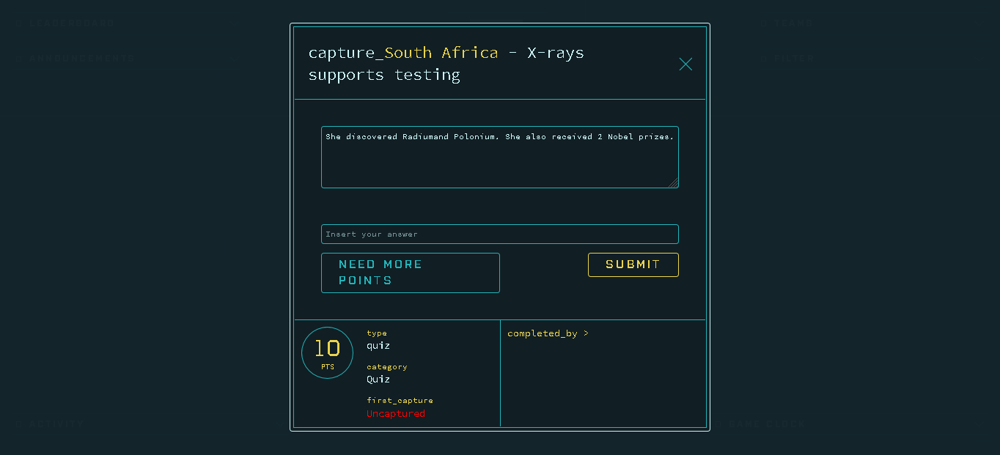 LEADERBOARD
TEAMS
ANNOUNCEMENTS
FILTER
capture_South Africa - X-rays
supports testing
She discovered Radiumand Polonium. She also received 2 Nobel prizes.
Insert your answer
NEED MORE
POINTS
SUBMIT
10
PTS
type
quiz
category
Quiz
first_capture
Uncaptured
completed_by >
ACTIVITY
GAME CLOCK